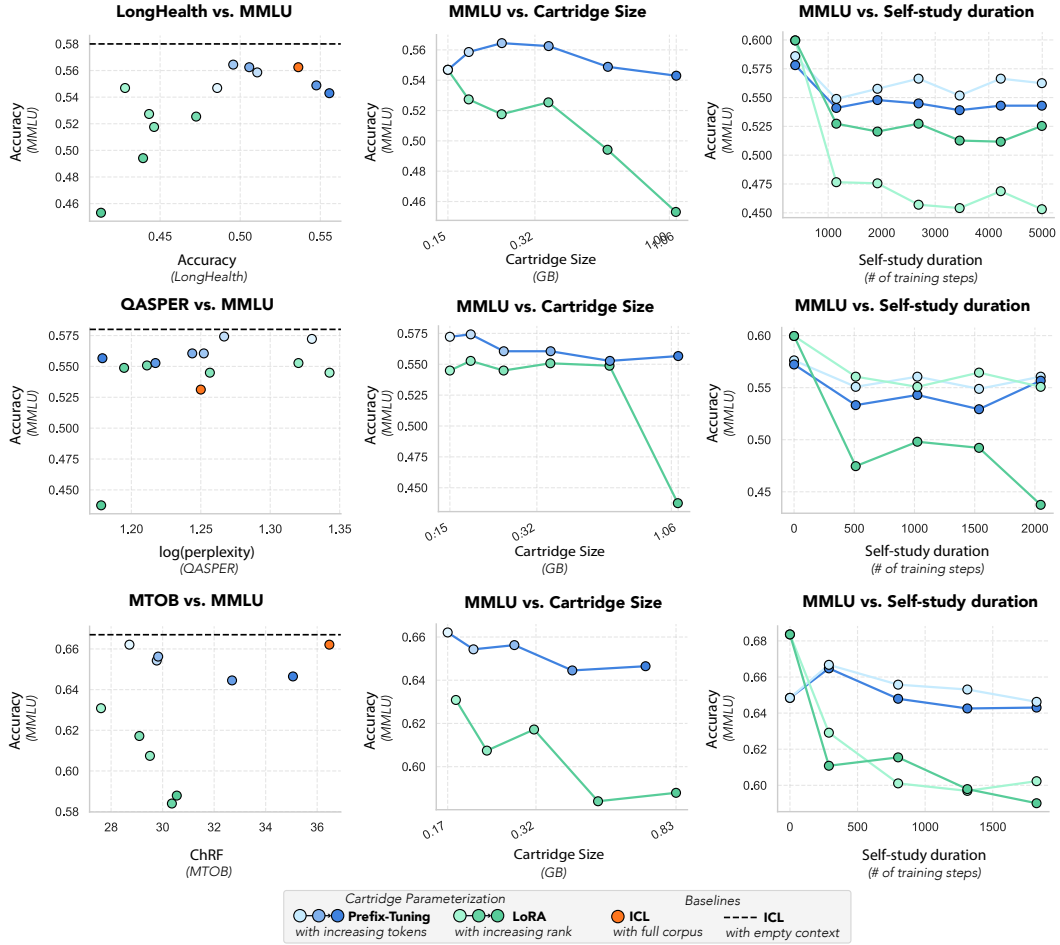 LongHealth vs. MMLU
MMLU vs. Cartridge Size
MMLU vs. Self-study duration
Accuracy
(MMLU)
0.58
0.56
0.54
0.52
0.50
0.48
0.46
0.45
0.50
0.55
Accuracy
(LongHealth)
Accuracy
(MMLU)
0.56
0.54
0.52
0.50
0.48
0.46
0.15
0.32
1.00
1.06
Cartridge Size
(GB)
Accuracy
(MMLU)
0.600
0.575
0.550
0.525
0.500
0.475
0.450
1000
2000
3000
4000
5000
Self-study duration
(# of training steps)
QASPER vs. MMLU
MMLU vs. Cartridge Size
MMLU vs. Self-study duration
Accuracy
(MMLU)
0.575
0.550
0.525
0.500
0.475
0.450
1.20
1.25
1.30
1.35
log(perplexity)
(QASPER)
Accuracy
(MMLU)
0.575
0.550
0.525
0.500
0.475
0.450
0.15
0.32
1.06
Cartridge Size
(GB)
Accuracy
(MMLU)
0.60
0.55
0.50
0.45
0
500
1000
1500
2000
Self-study duration
(# of training steps)
MTOB vs. MMLU
MMLU vs. Cartridge Size
MMLU vs. Self-study duration
Accuracy
(MMLU)
0.66
0.64
0.62
0.60
0.58
28
30
32
34
36
ChRF
(MTOB)
Accuracy
(MMLU)
0.66
0.64
0.62
0.60
0.17
0.32
0.83
Cartridge Size
(GB)
Accuracy
(MMLU)
0.68
0.66
0.64
0.62
0.60
0
500
1000
1500
Self-study duration
(# of training steps)
Cartridge Parameterization
Baselines
Prefix-Tuning
LoRA
ICL
ICL
with increasing tokens
with increasing rank
with full corpus
with empty context